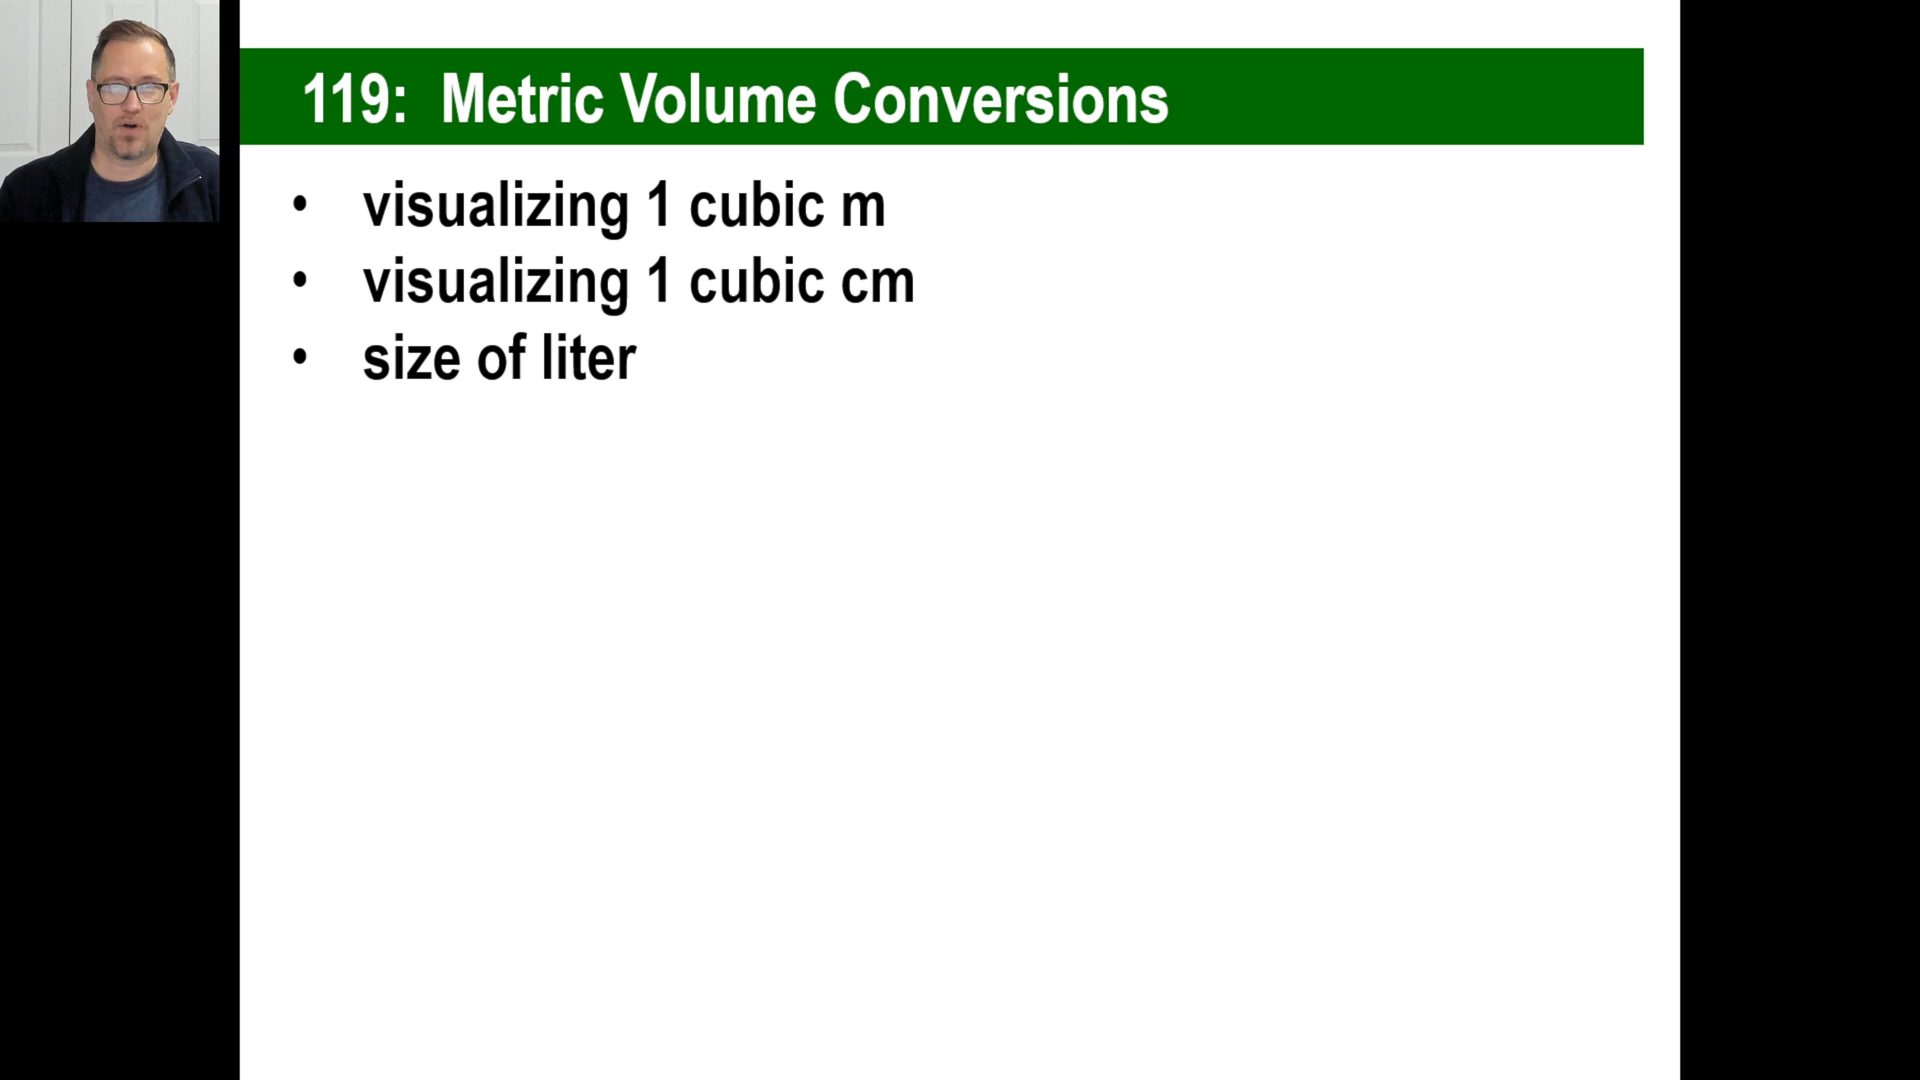 119: Metric Volume Conversions
• visualizing 1 cubic m
• visualizing 1 cubic cm
• size of liter